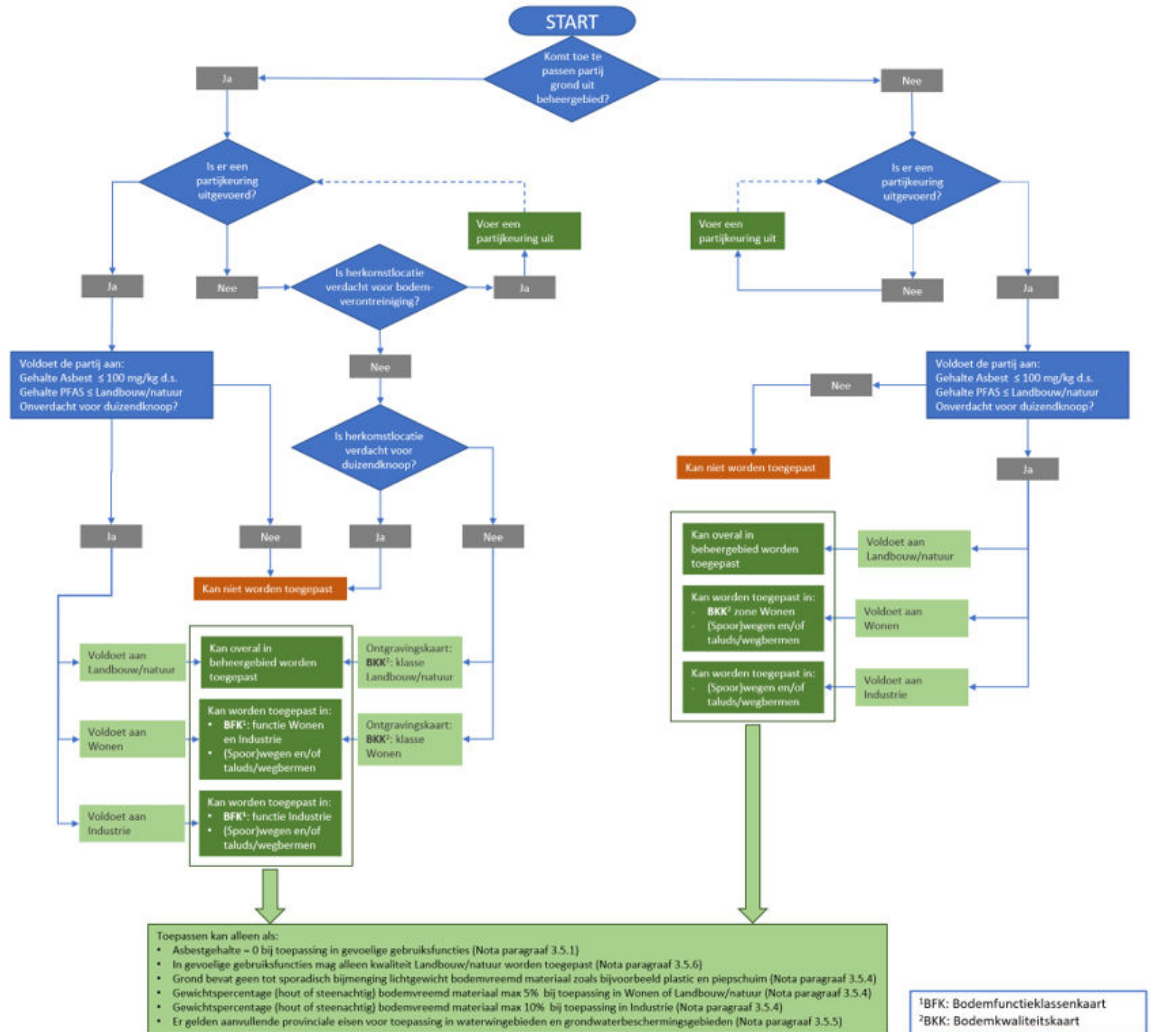 START
Komt toe te
passen partij
grond uit
beheergebied?
Ja
Nee
Is er een
partijkeuring
uitgevoerd?
Is er een
partijkeuring
uitgevoerd?
Voer een
partijkeuring uit
Voer een
partijkeuring uit
Is herkomstlocatie
verdacht voor bodem-
verontreiniging?
Ja
Nee
Ja
Nee
Ja
Voldoet de partij aan:
Gehalte Asbest ≤ 100 mg/kg d.s.
Gehalte PFAS ≤ Landbouw/natuur
Onverdacht voor duizendknoop?
Nee
Nee
Voldoet de partij aan:
Gehalte Asbest ≤ 100 mg/kg d.s.
Gehalte PFAS ≤ Landbouw/natuur
Onverdacht voor duizendknoop?
Is herkomstlocatie
verdacht voor
duizendknoop?
Kan niet worden toegepast
Ja
Ja
Nee
Ja
Nee
Kan niet worden toegepast
Kan overal in
beheergebied worden
toegepast
Voldoet aan
Landbouw/natuur
Kan worden toegepast in:
- BKK² zone Wonen
- (Spoor)wegen en/of
taluds/wegbermen
Voldoet aan
Wonen
Kan worden toegepast in:
- (Spoor)wegen en/of
taluds/wegbermen
Voldoet aan
Industrie
Voldoet aan
Landbouw/natuur
Kan overal in
beheergebied worden
toegepast
Ontgravingskaart:
BKK²: klasse
Landbouw/natuur
Voldoet aan
Wonen
Kan worden toegepast in:
• BFK¹: functie Wonen
en Industrie
• (Spoor)wegen en/of
taluds/wegbermen
Ontgravingskaart:
BKK²: klasse
Wonen
Voldoet aan
Industrie
Kan worden toegepast in:
• BFK¹: functie Industrie
• (Spoor)wegen en/of
taluds/wegbermen
Toepassen kan alleen als:
• Asbestgehalte = 0 bij toepassing in gevoelige gebruiksfuncties (Nota paragraaf 3.5.1)
• In gevoelige gebruiksfuncties mag alleen kwaliteit Landbouw/natuur worden toegepast (Nota paragraaf 3.5.6)
• Grond bevat geen tot sporadisch bijmenging lichtgewicht bodemvreemd materiaal zoals bijvoorbeeld plastic en piepschuim (Nota paragraaf 3.5.4)
• Gewichtspercentage (hout of steenachtig) bodemvreemd materiaal max 5% bij toepassing in Wonen of Landbouw/natuur (Nota paragraaf 3.5.4)
• Gewichtspercentage (hout of steenachtig) bodemvreemd materiaal max 10% bij toepassing in Industrie (Nota paragraaf 3.5.4)
• Er gelden aanvullende provinciale eisen voor toepassing in waterwingebieden en grondwaterbeschermingsgebieden (Nota paragraaf 3.5.5)
¹BFK: Bodemfunctieklassenkaart
²BKK: Bodemkwaliteitskaart